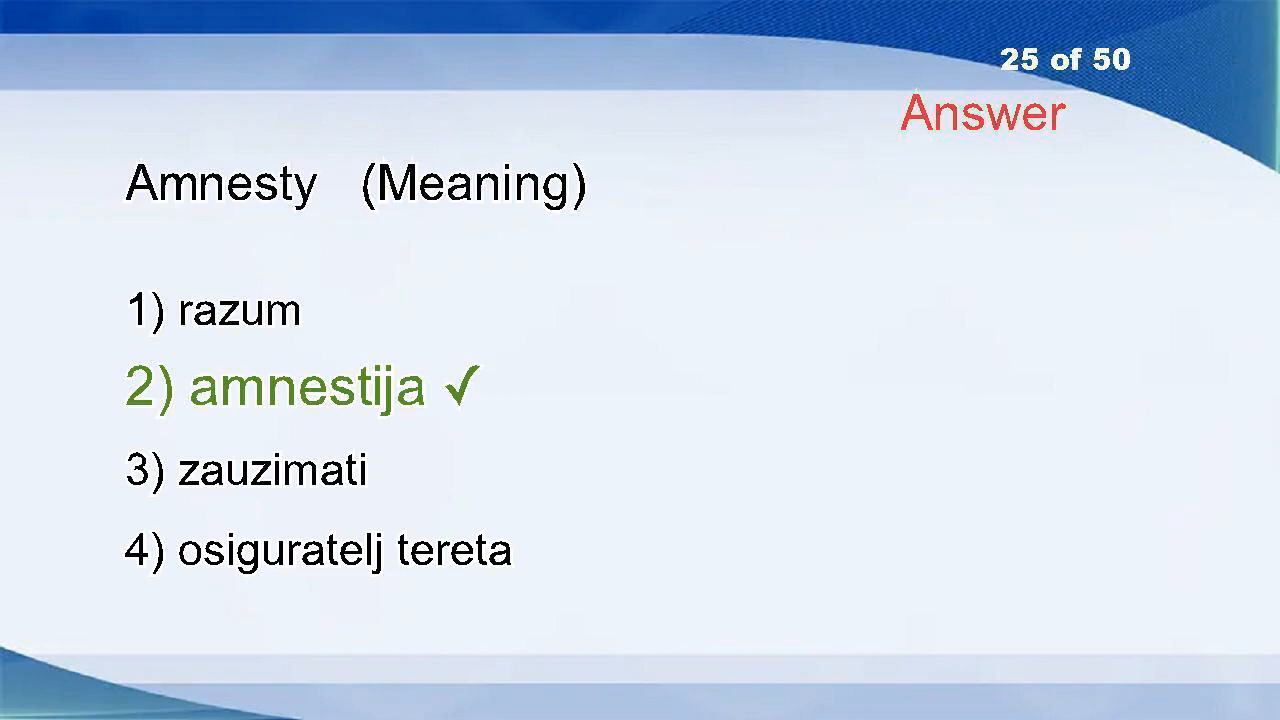 25 of 50
Answer
Amnesty (Meaning)
1) razum
2) amnestija ✓
3) zauzimati
4) osiguratelj tereta